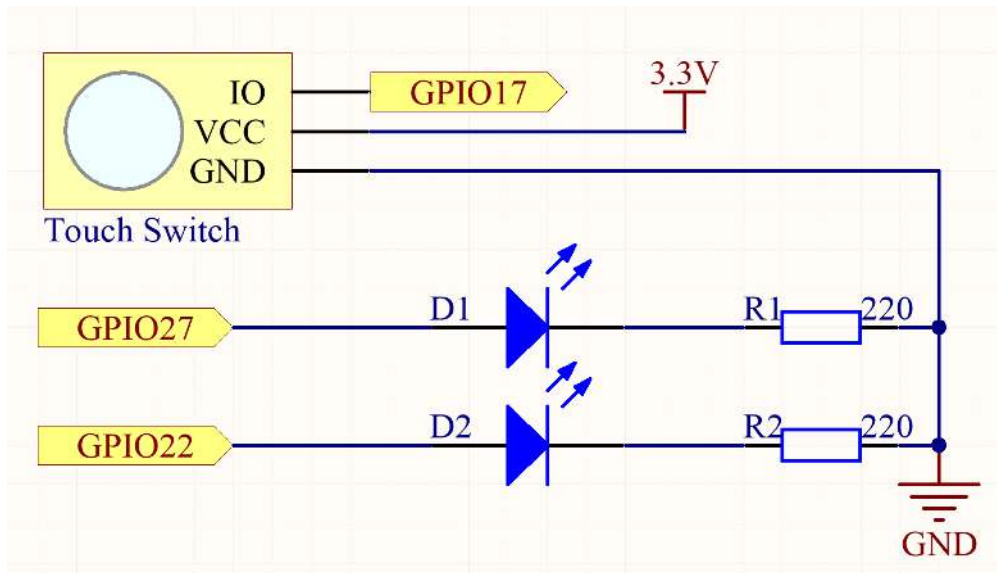 3.3V
IO GPIO17
VCC
GND
Touch Switch
GPIO27 D1 R1 220
GPIO22 D2 R2 220
GND